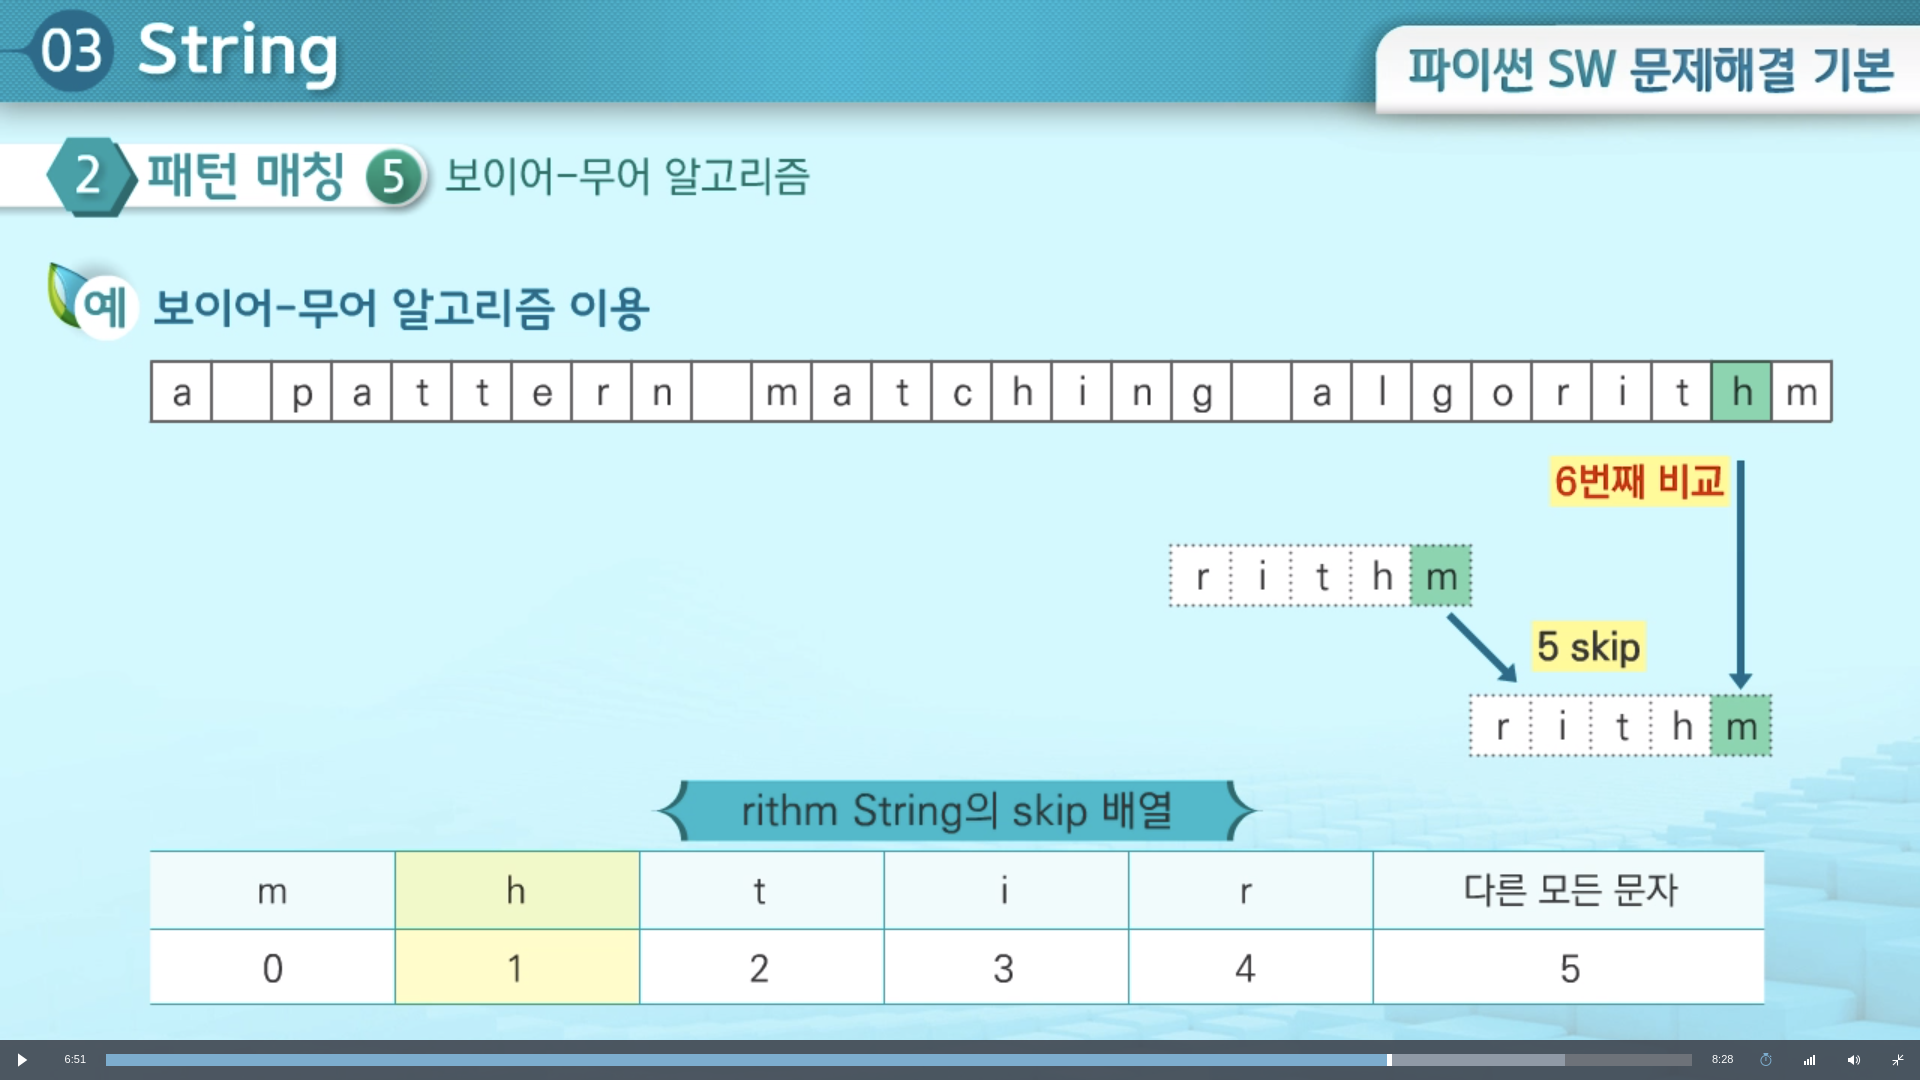 03 String
파이썬 SW 문제해결 기본
2 패턴 매칭 5 보이어-무어 알고리즘
예 보이어-무어 알고리즘 이용
a p a t t e r n m a t c h i n g a l g o r i t h m
6번째 비교
r i t h m
5 skip
r i t h m
rithm String의 skip 배열
m h t i r 다른 모든 문자
0 1 2 3 4 5
6:51 8:28